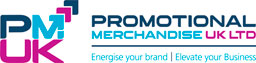 PM
UK
PROMOTIONAL
MERCHANDISE UK LTD
Energise your brand | Elevate your Business